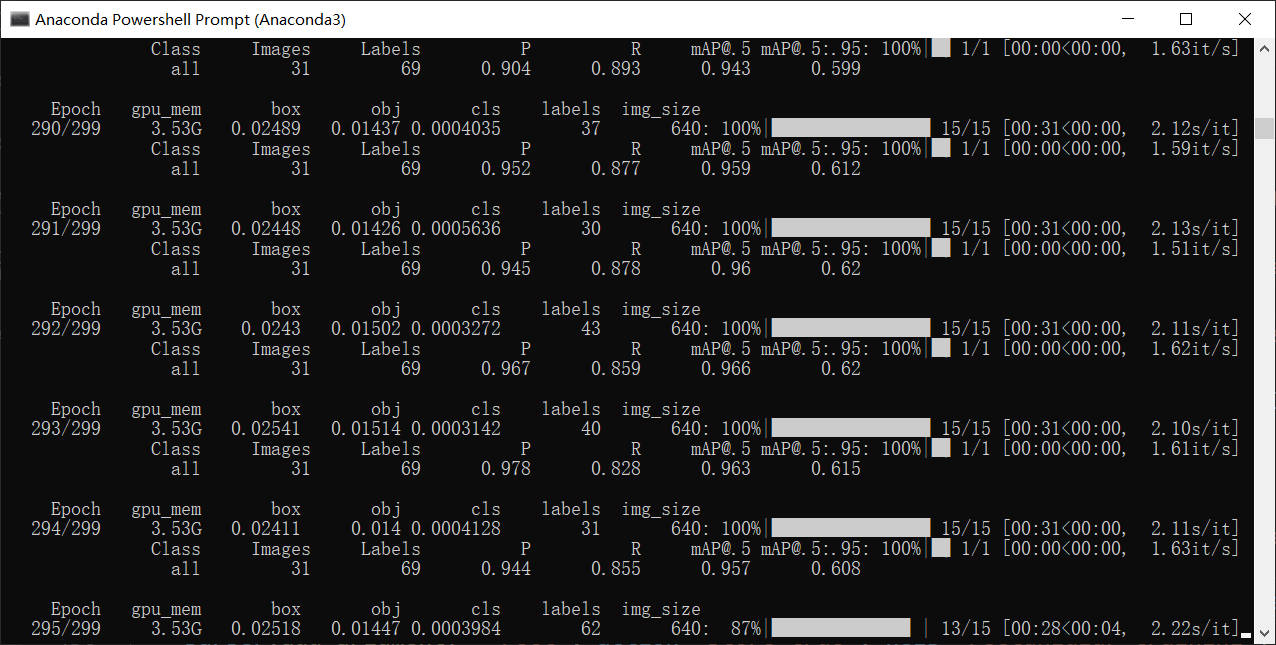 Anaconda Powershell Prompt (Anaconda3)
Class Images Labels P R mAP@.5 mAP@.5:.95: 100%| 1/1 [00:00<00:00, 1.63it/s]
all 31 69 0.904 0.893 0.943 0.599
Epoch gpu_mem box obj cls labels img_size
290/299 3.53G 0.02489 0.01437 0.0004035 37 640: 100%| 15/15 [00:31<00:00, 2.12s/it]
Class Images Labels P R mAP@.5 mAP@.5:.95: 100%| 1/1 [00:00<00:00, 1.59it/s]
all 31 69 0.952 0.877 0.959 0.612
Epoch gpu_mem box obj cls labels img_size
291/299 3.53G 0.02448 0.01426 0.0005636 30 640: 100%| 15/15 [00:31<00:00, 2.13s/it]
Class Images Labels P R mAP@.5 mAP@.5:.95: 100%| 1/1 [00:00<00:00, 1.51it/s]
all 31 69 0.945 0.878 0.96 0.62
Epoch gpu_mem box obj cls labels img_size
292/299 3.53G 0.0243 0.01502 0.0003272 43 640: 100%| 15/15 [00:31<00:00, 2.11s/it]
Class Images Labels P R mAP@.5 mAP@.5:.95: 100%| 1/1 [00:00<00:00, 1.62it/s]
all 31 69 0.967 0.859 0.966 0.62
Epoch gpu_mem box obj cls labels img_size
293/299 3.53G 0.02541 0.01514 0.0003142 40 640: 100%| 15/15 [00:31<00:00, 2.10s/it]
Class Images Labels P R mAP@.5 mAP@.5:.95: 100%| 1/1 [00:00<00:00, 1.61it/s]
all 31 69 0.978 0.828 0.963 0.615
Epoch gpu_mem box obj cls labels img_size
294/299 3.53G 0.02411 0.014 0.0004128 31 640: 100%| 15/15 [00:31<00:00, 2.11s/it]
Class Images Labels P R mAP@.5 mAP@.5:.95: 100%| 1/1 [00:00<00:00, 1.63it/s]
all 31 69 0.944 0.855 0.957 0.608
Epoch gpu_mem box obj cls labels img_size
295/299 3.53G 0.02518 0.01447 0.0003984 62 640: 87%| | 13/15 [00:28<00:04, 2.22s/it]